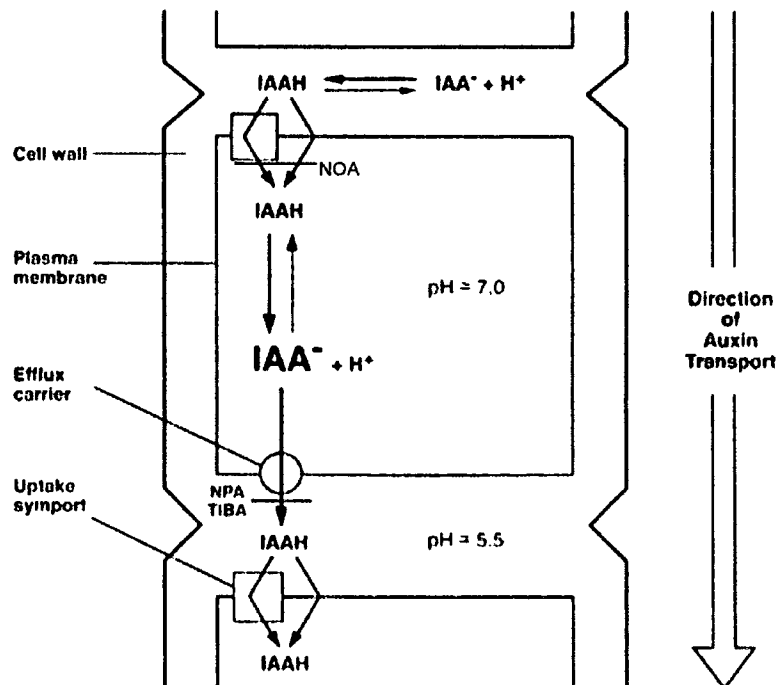 IAAH IAA⁻ + H⁺
Cell wall
NOA
IAAH
Plasma
membrane
pH = 7.0
Direction
of
Auxin
Transport
IAA⁻ + H⁺
Efflux
carrier
NPA
TIBA
Uptake
symport
IAAH
pH = 5.5
IAAH